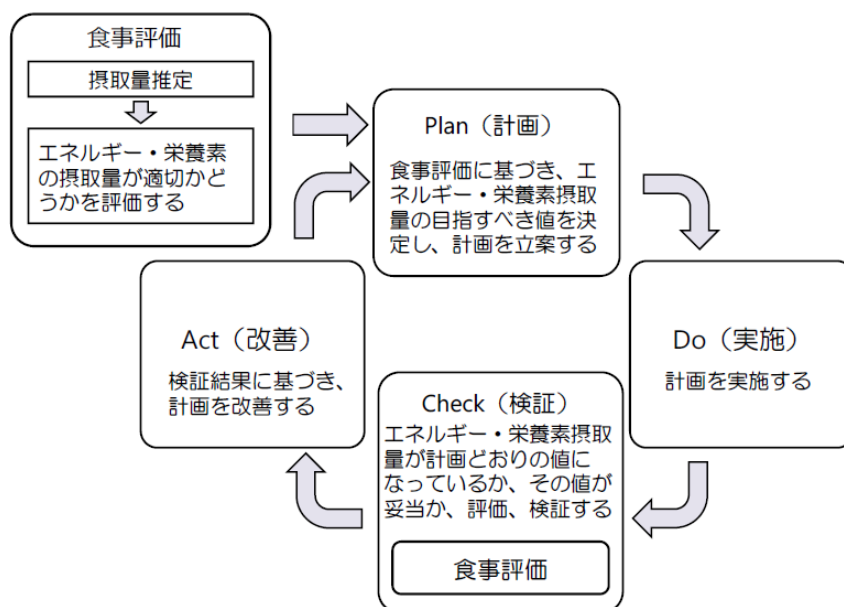 食事評価
摂取量推定
エネルギー・栄養素
の摂取量が適切かど
うかを評価する
Plan（計画）
食事評価に基づき、エ
ネルギー・栄養素摂取
量の目指すべき値を決
定し、計画を立案する
Do（実施）
計画を実施する
Check（検証）
エネルギー・栄養素摂取
量が計画どおりの値に
なっているか、その値が
妥当か、評価、検証する
食事評価
Act（改善）
検証結果に基づき、
計画を改善する